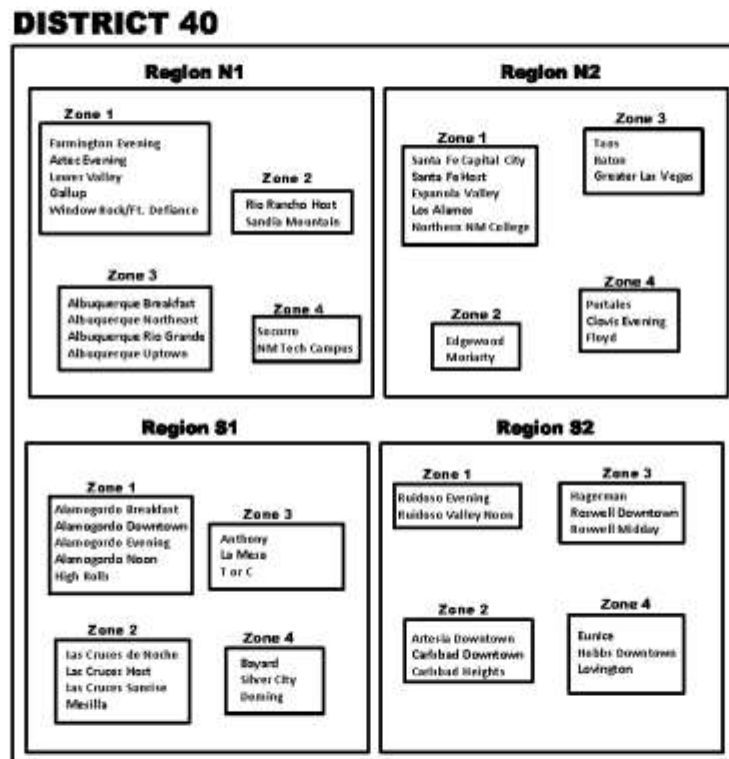 DISTRICT 40
Region N1
Zone 1
Farmington Evening
Aztec Evening
Lower Valley
Gallup
Window Rock/Ft. Defiance
Zone 2
Rio Rancho Host
Sandia Mountain
Zone 3
Albuquerque Breakfast
Albuquerque Northeast
Albuquerque Rio Grande
Albuquerque Uptown
Zone 4
Socorro
NM Tech Campus
Region N2
Zone 1
Santa Fe Capital City
Santa Fe Host
Espanola Valley
Los Alamos
Northern NM College
Zone 3
Taos
Raton
Greater Las Vegas
Zone 2
Edgewood
Moriarty
Zone 4
Portales
Clovis Evening
Floyd
Region S1
Zone 1
Alamogordo Breakfast
Alamogordo Downtown
Alamogordo Evening
Alamogordo Noon
High Rolls
Zone 3
Anthony
La Mesa
T or C
Zone 2
Las Cruces de Noche
Las Cruces Host
Las Cruces Sunrise
Mesilla
Zone 4
Bayard
Silver City
Deming
Region S2
Zone 1
Ruidoso Evening
Ruidoso Valley Noon
Zone 3
Hagerman
Roswell Downtown
Roswell Midday
Zone 2
Artesia Downtown
Carlsbad Downtown
Carlsbad Heights
Zone 4
Eunice
Hobbs Downtown
Lovington